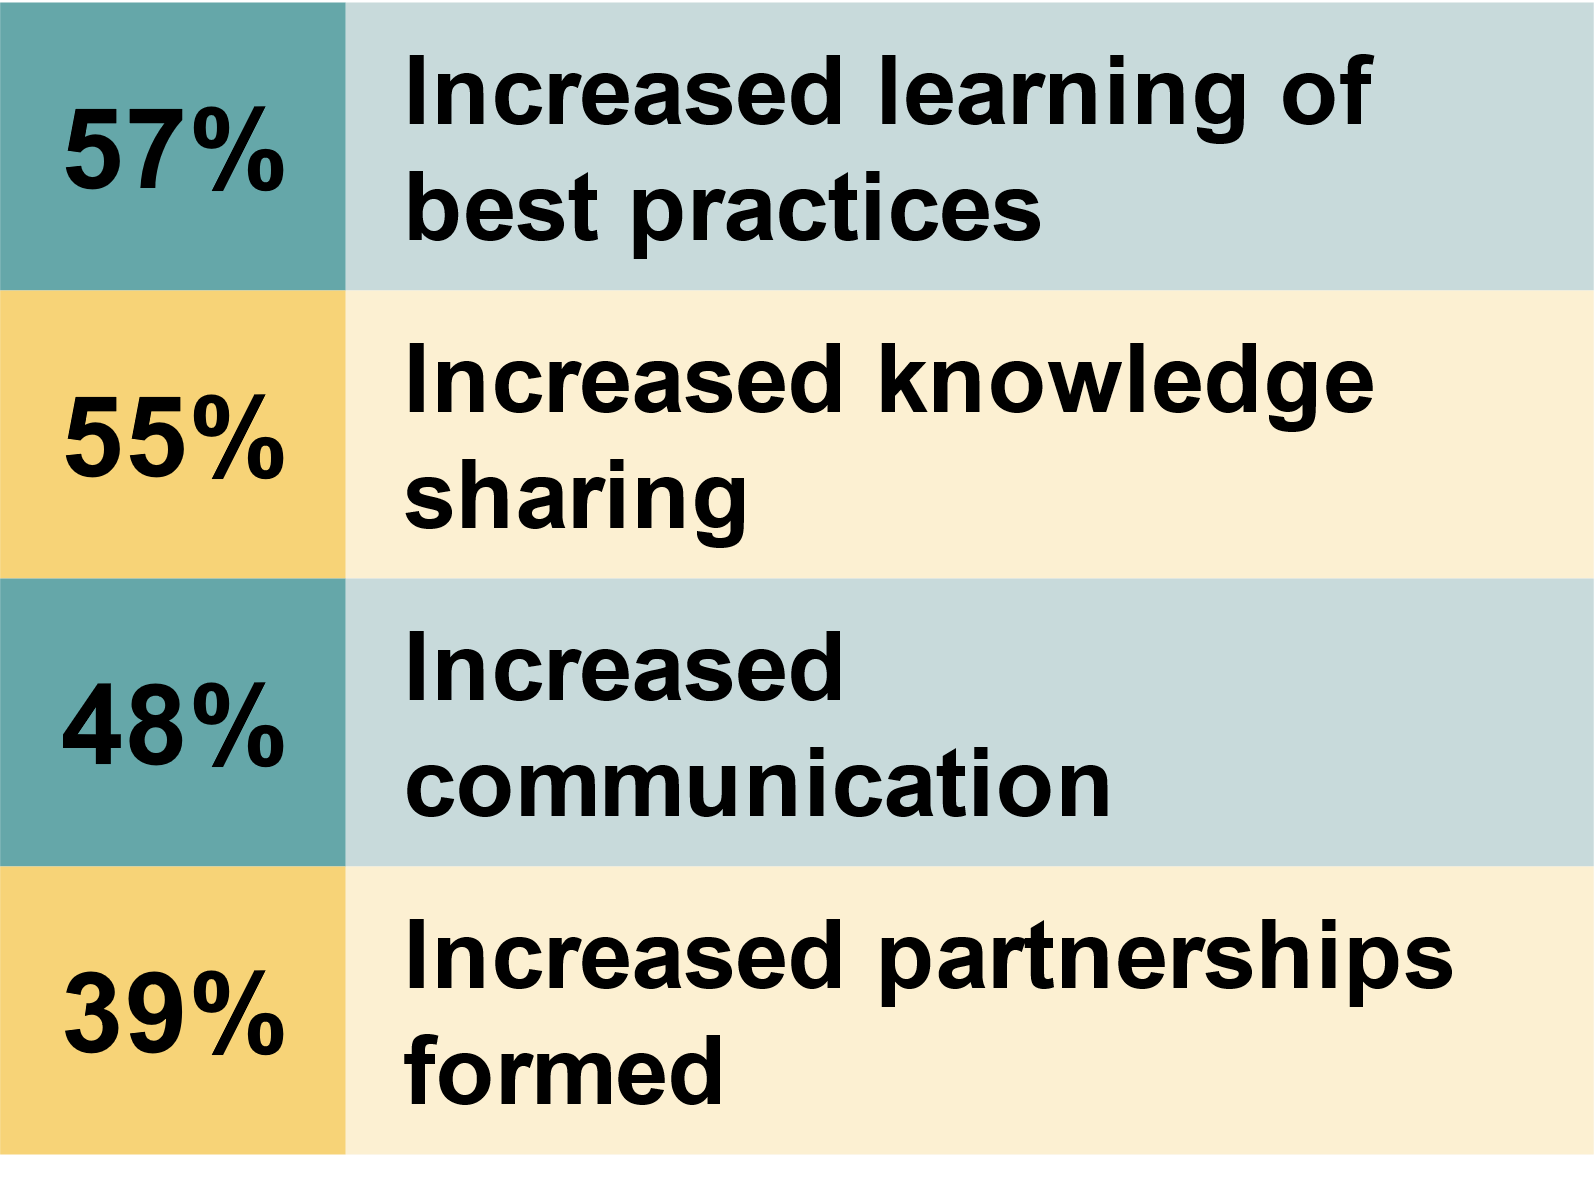 57%
Increased learning of
best practices
55%
Increased knowledge
sharing
48%
Increased
communication
39%
Increased partnerships
formed